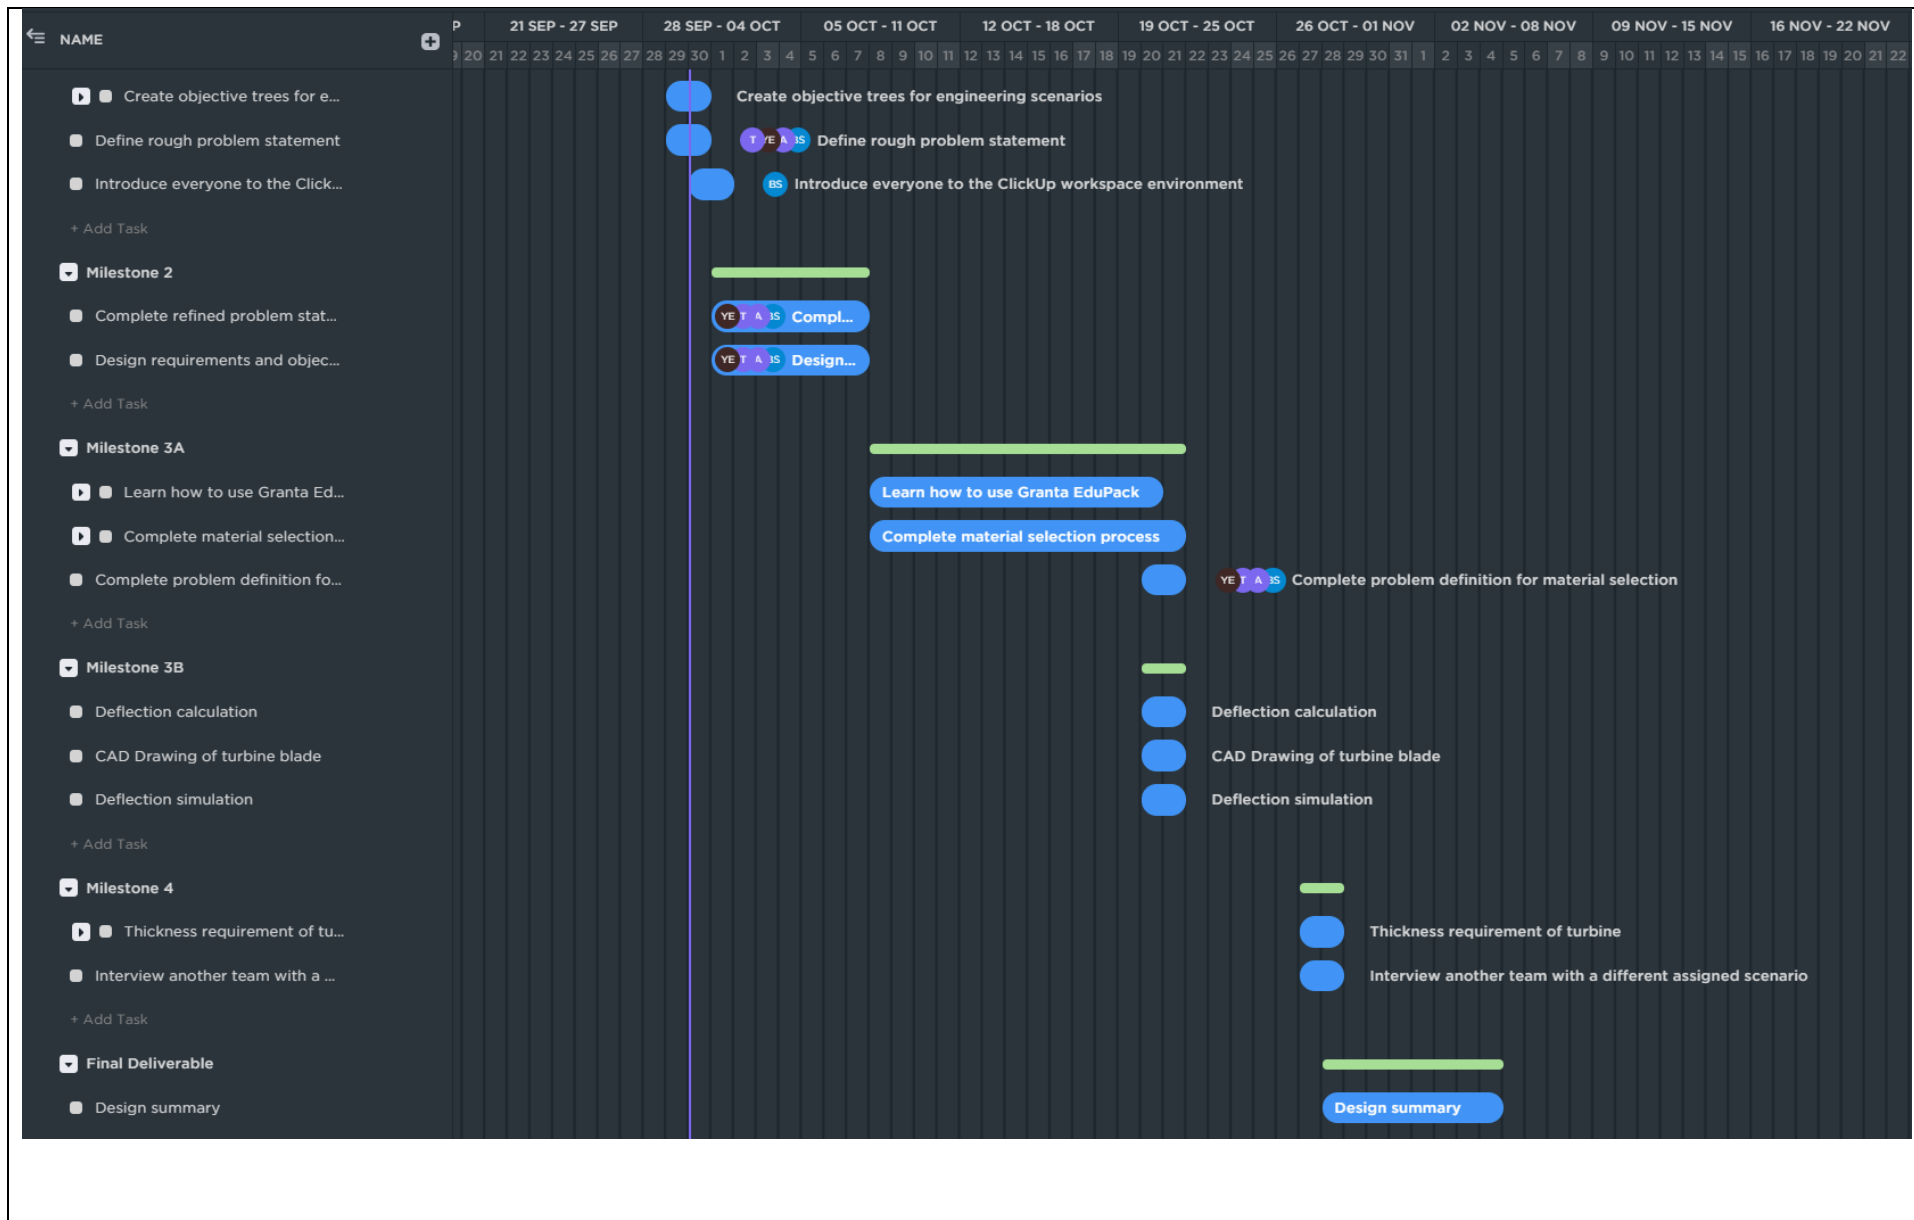 NAME
P 21 SEP - 27 SEP 28 SEP - 04 OCT 05 OCT - 11 OCT 12 OCT - 18 OCT 19 OCT - 25 OCT 26 OCT - 01 NOV 02 NOV - 08 NOV 09 NOV - 15 NOV 16 NOV - 22 NOV
9 20 21 22 23 24 25 26 27 28 29 30 1 2 3 4 5 6 7 8 9 10 11 12 13 14 15 16 17 18 19 20 21 22 23 24 25 26 27 28 29 30 31 1 2 3 4 5 6 7 8 9 10 11 12 13 14 15 16 17 18 19 20 21 22
Create objective trees for e... Create objective trees for engineering scenarios
Define rough problem statement T YE A BS Define rough problem statement
Introduce everyone to the Click... BS Introduce everyone to the ClickUp workspace environment
+ Add Task
Milestone 2
Complete refined problem stat... YE T A BS Compl...
Design requirements and objec... YE T A BS Design...
+ Add Task
Milestone 3A
Learn how to use Granta Ed... Learn how to use Granta EduPack
Complete material selection... Complete material selection process
Complete problem definition fo... YE T A BS Complete problem definition for material selection
+ Add Task
Milestone 3B
Deflection calculation Deflection calculation
CAD Drawing of turbine blade CAD Drawing of turbine blade
Deflection simulation Deflection simulation
+ Add Task
Milestone 4
Thickness requirement of tu... Thickness requirement of turbine
Interview another team with a ... Interview another team with a different assigned scenario
+ Add Task
Final Deliverable
Design summary Design summary